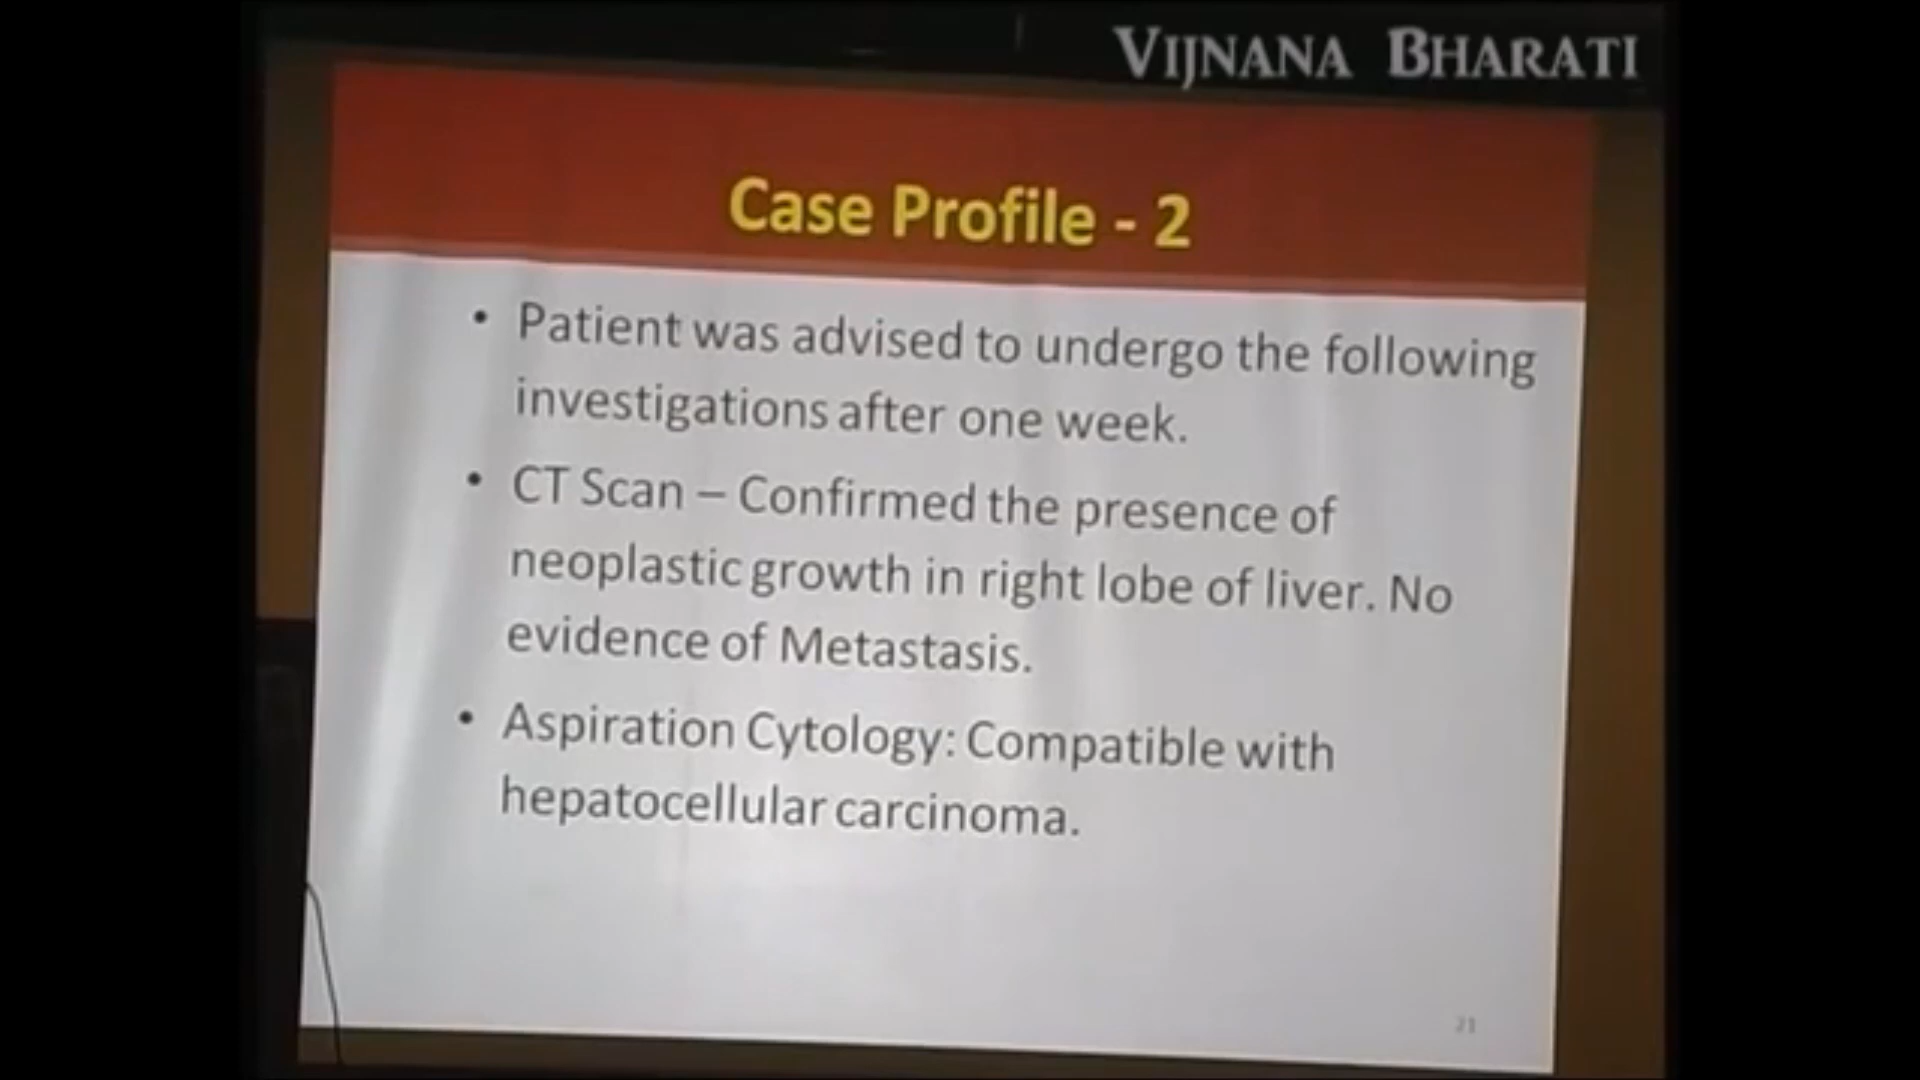 VIJNANA BHARATI
Case Profile - 2
• Patient was advised to undergo the following
investigations after one week.
• CT Scan – Confirmed the presence of
neoplastic growth in right lobe of liver. No
evidence of Metastasis.
• Aspiration Cytology: Compatible with
hepatocellular carcinoma.
21